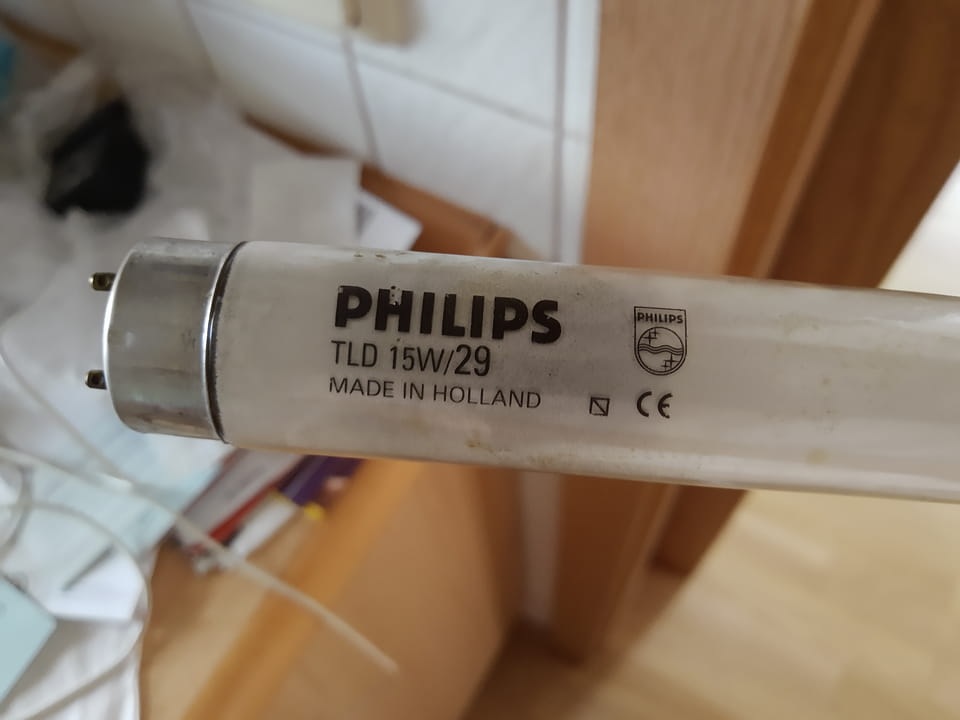 PHILIPS
TLD 15W/29
MADE IN HOLLAND
CE
PHILIPS